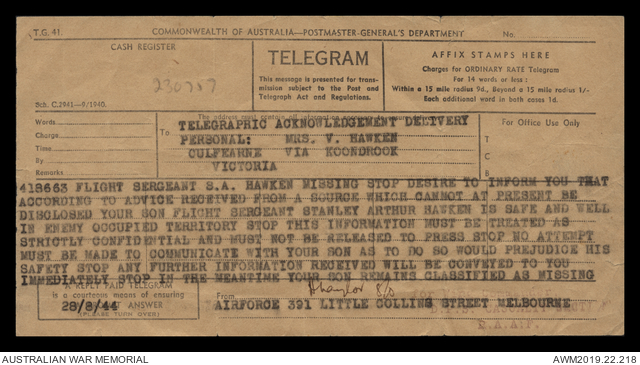 T.G. 41.
COMMONWEALTH OF AUSTRALIA—POSTMASTER-GENERAL'S DEPARTMENT
No.
CASH REGISTER
230757
Sch. C.2941—9/1940.
TELEGRAM
This message is presented for trans-
mission subject to the Post and
Telegraph Act and Regulations.
AFFIX STAMPS HERE
Charges for ORDINARY RATE Telegram
For 14 words or less:
Within a 15 mile radius 9d., Beyond a 15 mile radius 1/-
Each additional word in both cases 1d.
Words
Charge
Time
By
Remarks
To
TELEGRAPRIC ACKNOWLEDGEMENT DELIVERY
PERSONAL: MRS. V. HAWKEN
CULFEARNE VIA KOONDROOK
VICTORIA
For Office Use Only
T
C
B
418663 FLIGHT SERGEANT S.A. HAWKEN MISSING STOP DESIRE TO INFORM YOU THAT
ACCORDING TO ADVICE RECEIVED FROM A SOURCE WHICH CANNOT AT PRESENT BE
DISCLOSED YOUR SON FLIGHT SERGEANT STANLEY ARTHUR HAWKEN IS SAFE AND WELL
IN ENEMY OCCUPIED TERRITORY STOP THIS INFORMATION MUST BE TREATED AS
STRICTLY CONFIDENTIAL AND MUST NOT BE RELEASED TO PRESS STOP NO ATTEMPT
MUST BE MADE TO COMMUNICATE WITH YOUR SON AS TO NO SO WOULD PREJUDICE HIS
SAFETY STOP ANY FURTHER INFORMATION RECEIVED WILL BE CONVEYED TO YOU
IMMEDIATELY STOP IN THE MEANTIME YOUR SON REMAINS CLASSIFIED AS MISSING
A REPLY PAID TELEGRAM
is a courteous means of ensuring
ANSWER
(PLEASE TURN OVER)
28/8/44
From
AIRFORCE 391 LITTLE COLLINS STREET MELBOURNE
R.A.A.F.
AUSTRALIAN WAR MEMORIAL
AWM2019.22.218